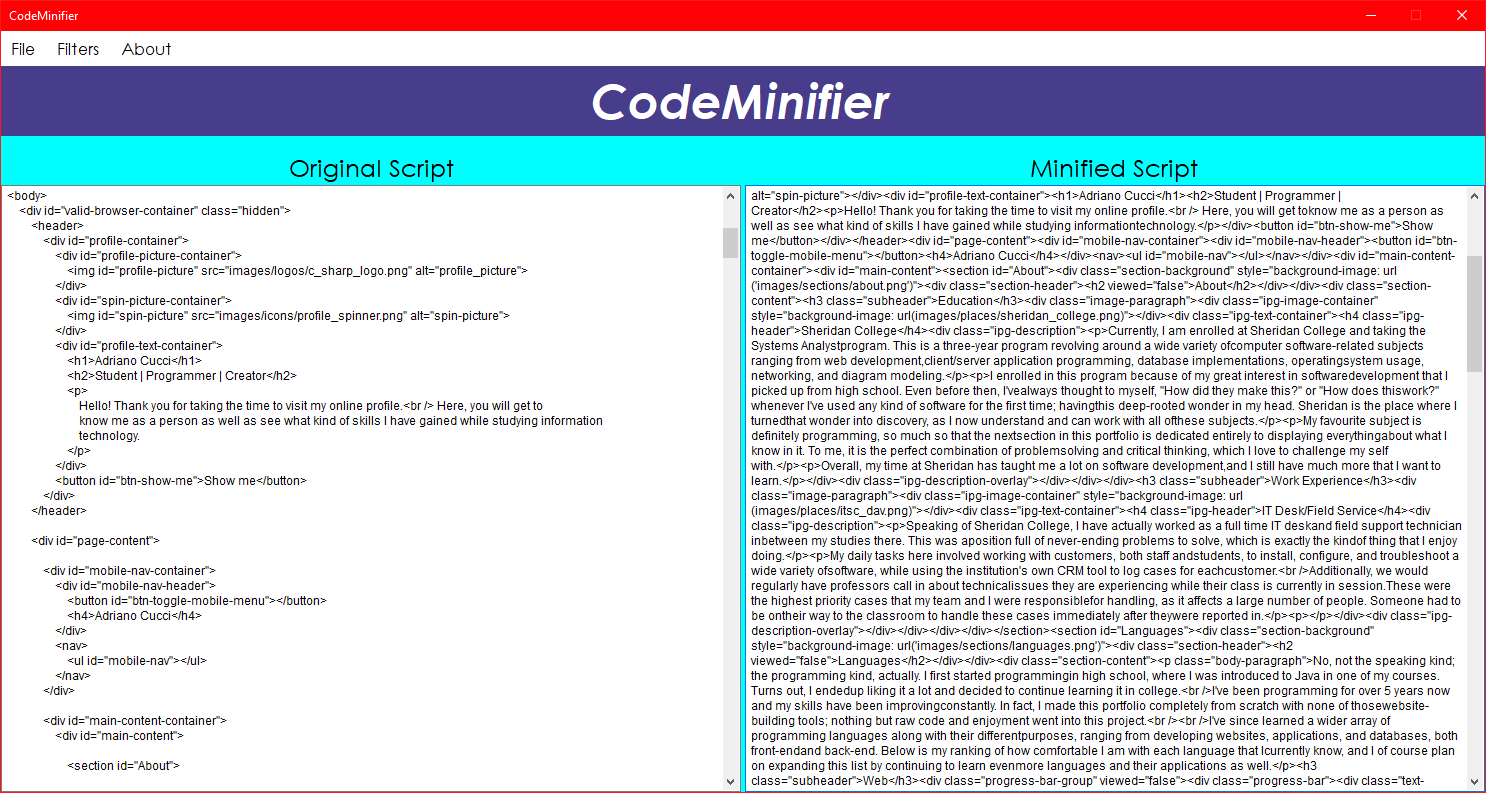 CodeMinifier
File Filters About
CodeMinifier
Original Script
<body>
<div id="valid-browser-container" class="hidden">
<header>
<div id="profile-container">
<div id="profile-picture-container">
<img id="profile-picture" src="images/logos/c_sharp_logo.png" alt="profile_picture">
</div>
<div id="spin-picture-container">
<img id="spin-picture" src="images/icons/profile_spinner.png" alt="spin-picture">
</div>
<div id="profile-text-container">
<h1>Adriano Cucci</h1>
<h2>Student | Programmer | Creator</h2>
<p>
Hello! Thank you for taking the time to visit my online profile.<br /> Here, you will get to
know me as a person as well as see what kind of skills I have gained while studying information
technology.
</p>
</div>
<button id="btn-show-me">Show me</button>
</div>
</header>
<div id="page-content">
<div id="mobile-nav-container">
<div id="mobile-nav-header">
<button id="btn-toggle-mobile-menu"></button>
<h4>Adriano Cucci</h4>
</div>
<nav>
<ul id="mobile-nav"></ul>
</nav>
</div>
<div id="main-content-container">
<div id="main-content">
<section id="About">
Minified Script
alt="spin-picture"></div><div id="profile-text-container"><h1>Adriano Cucci</h1><h2>Student | Programmer |
Creator</h2><p>Hello! Thank you for taking the time to visit my online profile.<br /> Here, you will get toknow me as a person as
well as see what kind of skills I have gained while studying informationtechnology.</p></div><button id="btn-show-me">Show
me</button></div></header><div id="page-content"><div id="mobile-nav-container"><div id="mobile-nav-header"><button id="btn-
toggle-mobile-menu"></button><h4>Adriano Cucci</h4></div><nav><ul id="mobile-nav"></ul></nav></div><div id="main-content-
container"><div id="main-content"><section id="About"><div class="section-background" style="background-image: url
('images/sections/about.png')"><div class="section-header"><h2 viewed="false">About</h2></div></div><div class="section-
content"><h3 class="subheader">Education</h3><div class="image-paragraph"><div class="ipg-image-container"
style="background-image: url(images/places/sheridan_college.png)"></div><div class="ipg-text-container"><h4 class="ipg-
header">Sheridan College</h4><div class="ipg-description"><p>Currently, I am enrolled at Sheridan College and taking the
Systems Analystprogram. This is a three-year program revolving around a wide variety ofcomputer software-related subjects
ranging from web development,client/server application programming, database implementations, operatingsystem usage,
networking, and diagram modeling.</p><p>I enrolled in this program because of my great interest in softwaredevelopment that I
picked up from high school. Even before then, I'vealways thought to myself, "How did they make this?" or "How does thiswork?"
whenever I've used any kind of software for the first time; havingthis deep-rooted wonder in my head. Sheridan is the place where I
turnedthat wonder into discovery, as I now understand and can work with all ofthese subjects.</p><p>My favourite subject is
definitely programming, so much so that the nextsection in this portfolio is dedicated entirely to displaying everythingabout what I
know in it. To me, it is the perfect combination of problemsolving and critical thinking, which I love to challenge my self
with.</p><p>Overall, my time at Sheridan has taught me a lot on software development,and I still have much more that I want to
learn.</p></div><div class="ipg-description-overlay"></div></div></div><h3 class="subheader">Work Experience</h3><div
class="image-paragraph"><div class="ipg-image-container" style="background-image: url
(images/places/itsc_dav.png)"></div><div class="ipg-text-container"><h4 class="ipg-header">IT Desk/Field Service</h4><div
class="ipg-description"><p>Speaking of Sheridan College, I have actually worked as a full time IT deskand field support technician
inbetween my studies there. This was aposition full of never-ending problems to solve, which is exactly the kindof thing that I enjoy
doing.</p><p>My daily tasks here involved working with customers, both staff andstudents, to install, configure, and troubleshoot a
wide variety ofsoftware, while using the institution's own CRM tool to log cases for eachcustomer.<br />Additionally, we would
regularly have professors call in about technicalissues they are experiencing while their class is currently in session.These were
the highest priority cases that my team and I were responsiblefor handling, as it affects a large number of people. Someone had to
be ontheir way to the classroom to handle these cases immediately after theywere reported in.</p><p></p></div><div class="ipg-
description-overlay"></div></div></div></div></section><section id="Languages"><div class="section-background"
style="background-image: url('images/sections/languages.png')"><div class="section-header"><h2
viewed="false">Languages</h2></div></div><div class="section-content"><p class="body-paragraph">No, not the speaking kind;
the programming kind, actually. I first started programmingin high school, where I was introduced to Java in one of my courses.
Turns out, I endedup liking it a lot and decided to continue learning it in college.<br />I've been programming for over 5 years now
and my skills have been improvingconstantly. In fact, I made this portfolio completely from scratch with none of thosewebsite-
building tools; nothing but raw code and enjoyment went into this project.<br /><br />I've since learned a wider array of
programming languages along with their differentpurposes, ranging from developing websites, applications, and databases, both
front-endand back-end. Below is my ranking of how comfortable I am with each language that Icurrently know, and I of course plan
on expanding this list by continuing to learn evenmore languages and their applications as well.</p><h3
class="subheader">Web</h3><div class="progress-bar-group" viewed="false"><div class="progress-bar"><div class="text-